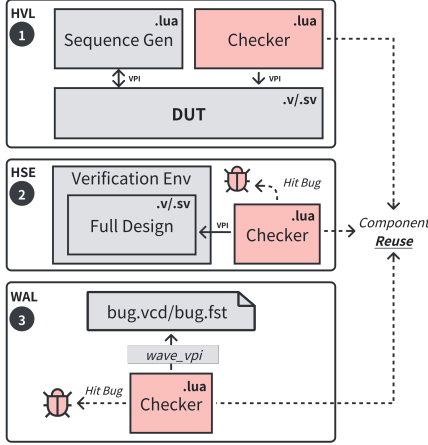 HVL
1
.lua
Sequence Gen
.lua
Checker
VPI
VPI
.v/.sv
DUT
HSE
2
Verification Env
.v/.sv
Full Design
VPI
Hit Bug
.lua
Checker
Component
Reuse
WAL
3
bug.vcd/bug.fst
wave_vpi
Hit Bug
.lua
Checker